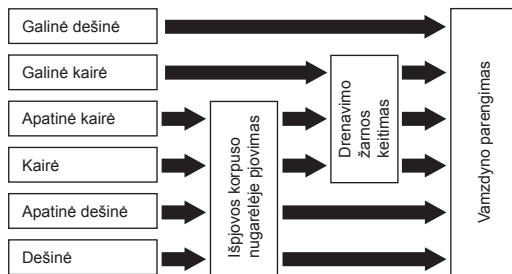 Galinė dešinė
Galinė kairė
Apatinė kairė
Kairė
Apatinė dešinė
Dešinė
Išpjovos korpuso
nugarėlėje pjovimas
Drenavimo
žarnos
keitimas
Vamzdyno parengimas